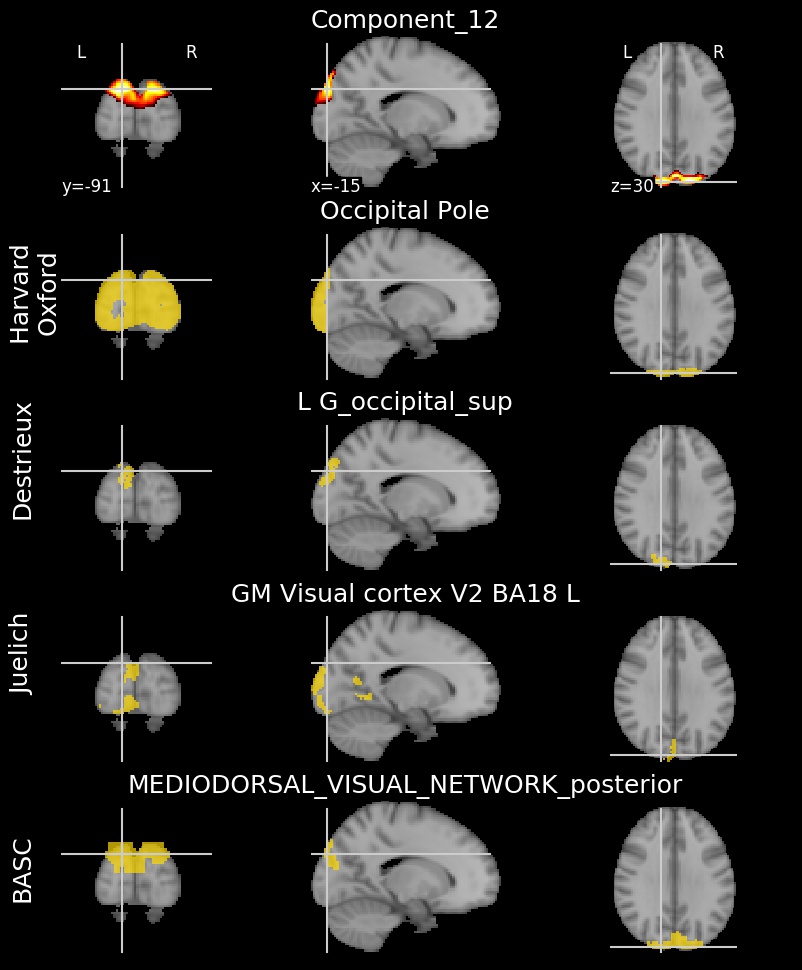 Component_12
L R L R
y=-91 x=-15 z=30
Occipital Pole
Harvard
Oxford
L G_occipital_sup
Destrieux
GM Visual cortex V2 BA18 L
Juelich
MEDIODORSAL_VISUAL_NETWORK_posterior
BASC